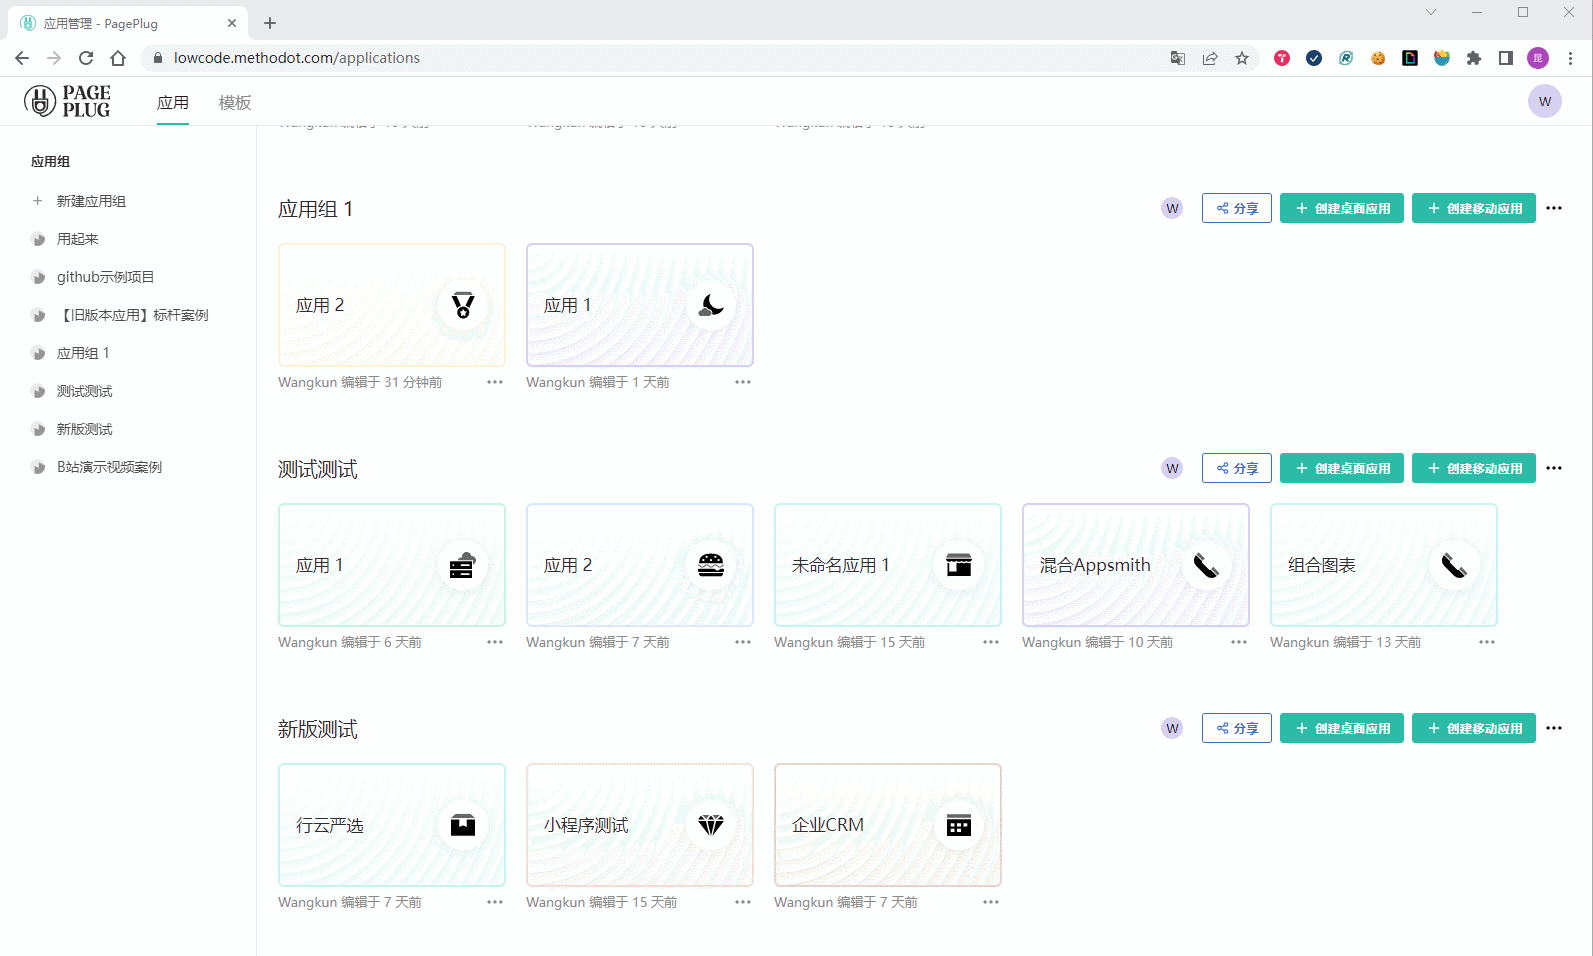 应用管理 - PagePlug
lowcode.methodot.com/applications
昆
PAGE
PLUG
应用
模板
W
应用组
新建应用组
用起来
github示例项目
【旧版本应用】标杆案例
应用组 1
测试测试
新版测试
B站演示视频案例
应用组 1
W
分享
创建桌面应用
创建移动应用
应用 2
应用 1
Wangkun 编辑于 31 分钟前
Wangkun 编辑于 1 天前
测试测试
W
分享
创建桌面应用
创建移动应用
应用 1
应用 2
未命名应用 1
混合Appsmith
组合图表
Wangkun 编辑于 6 天前
Wangkun 编辑于 7 天前
Wangkun 编辑于 15 天前
Wangkun 编辑于 10 天前
Wangkun 编辑于 13 天前
新版测试
W
分享
创建桌面应用
创建移动应用
行云严选
小程序测试
企业CRM
Wangkun 编辑于 7 天前
Wangkun 编辑于 15 天前
Wangkun 编辑于 7 天前